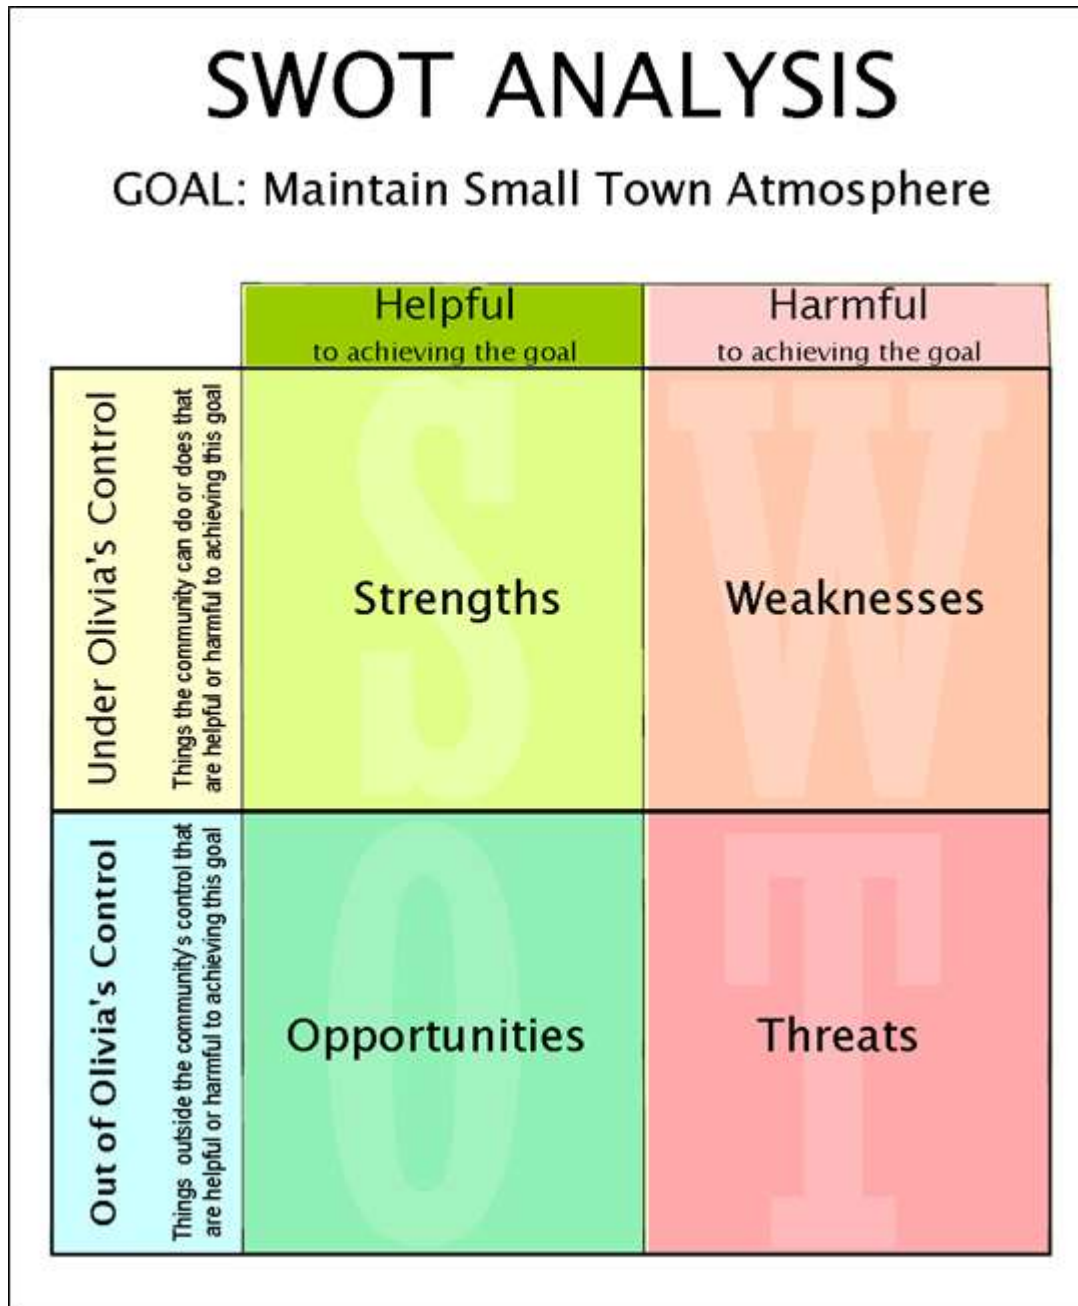 SWOT ANALYSIS
GOAL: Maintain Small Town Atmosphere
Helpful
to achieving the goal
Harmful
to achieving the goal
Under Olivia's Control
Things the community can do or does that
are helpful or harmful to achieving this goal
S
Strengths
W
Weaknesses
Out of Olivia's Control
Things outside the community's control that
are helpful or harmful to achieving this goal
O
Opportunities
T
Threats